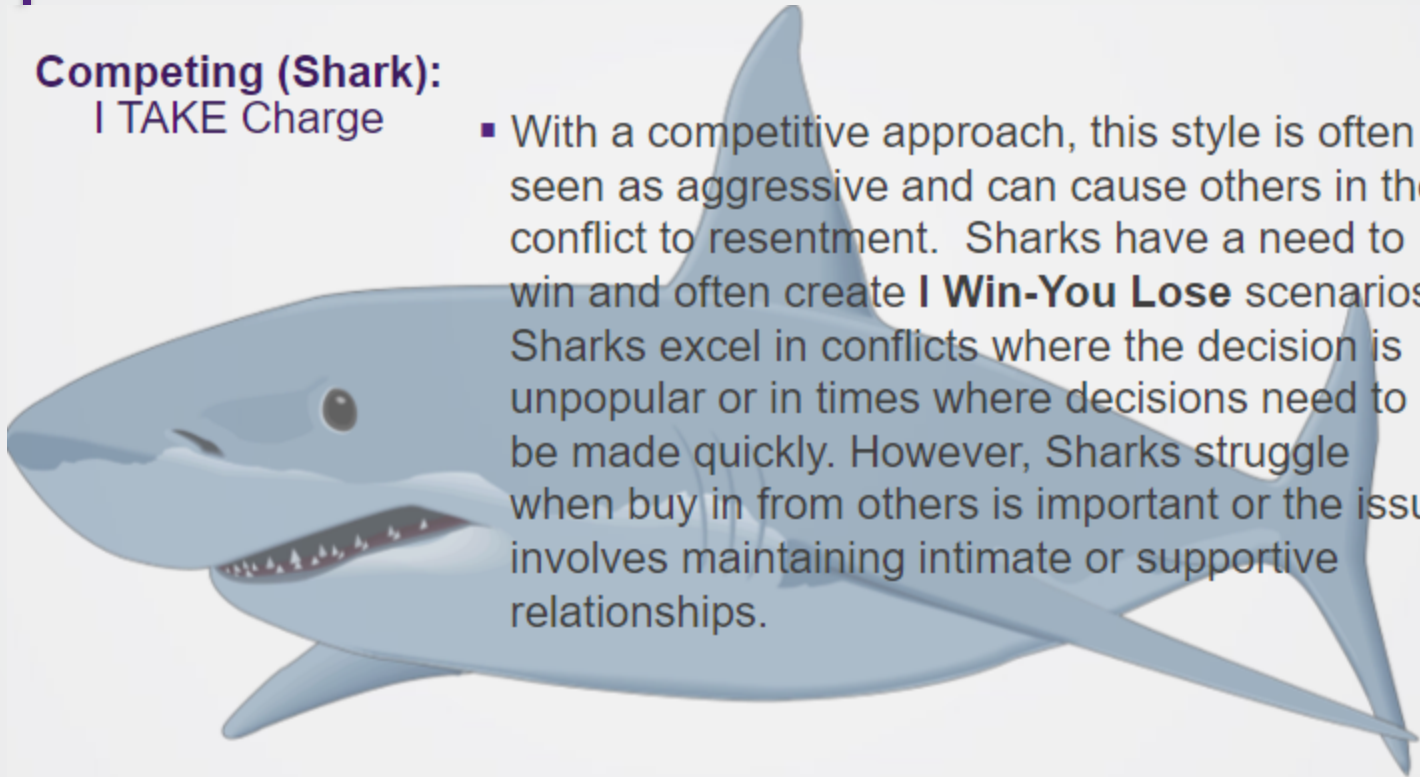 Competing (Shark):
I TAKE Charge
▪ With a competitive approach, this style is often
seen as aggressive and can cause others in the
conflict to resentment.  Sharks have a need to
win and often create I Win-You Lose scenarios
Sharks excel in conflicts where the decision is
unpopular or in times where decisions need to
be made quickly. However, Sharks struggle
when buy in from others is important or the issu
involves maintaining intimate or supportive
relationships.